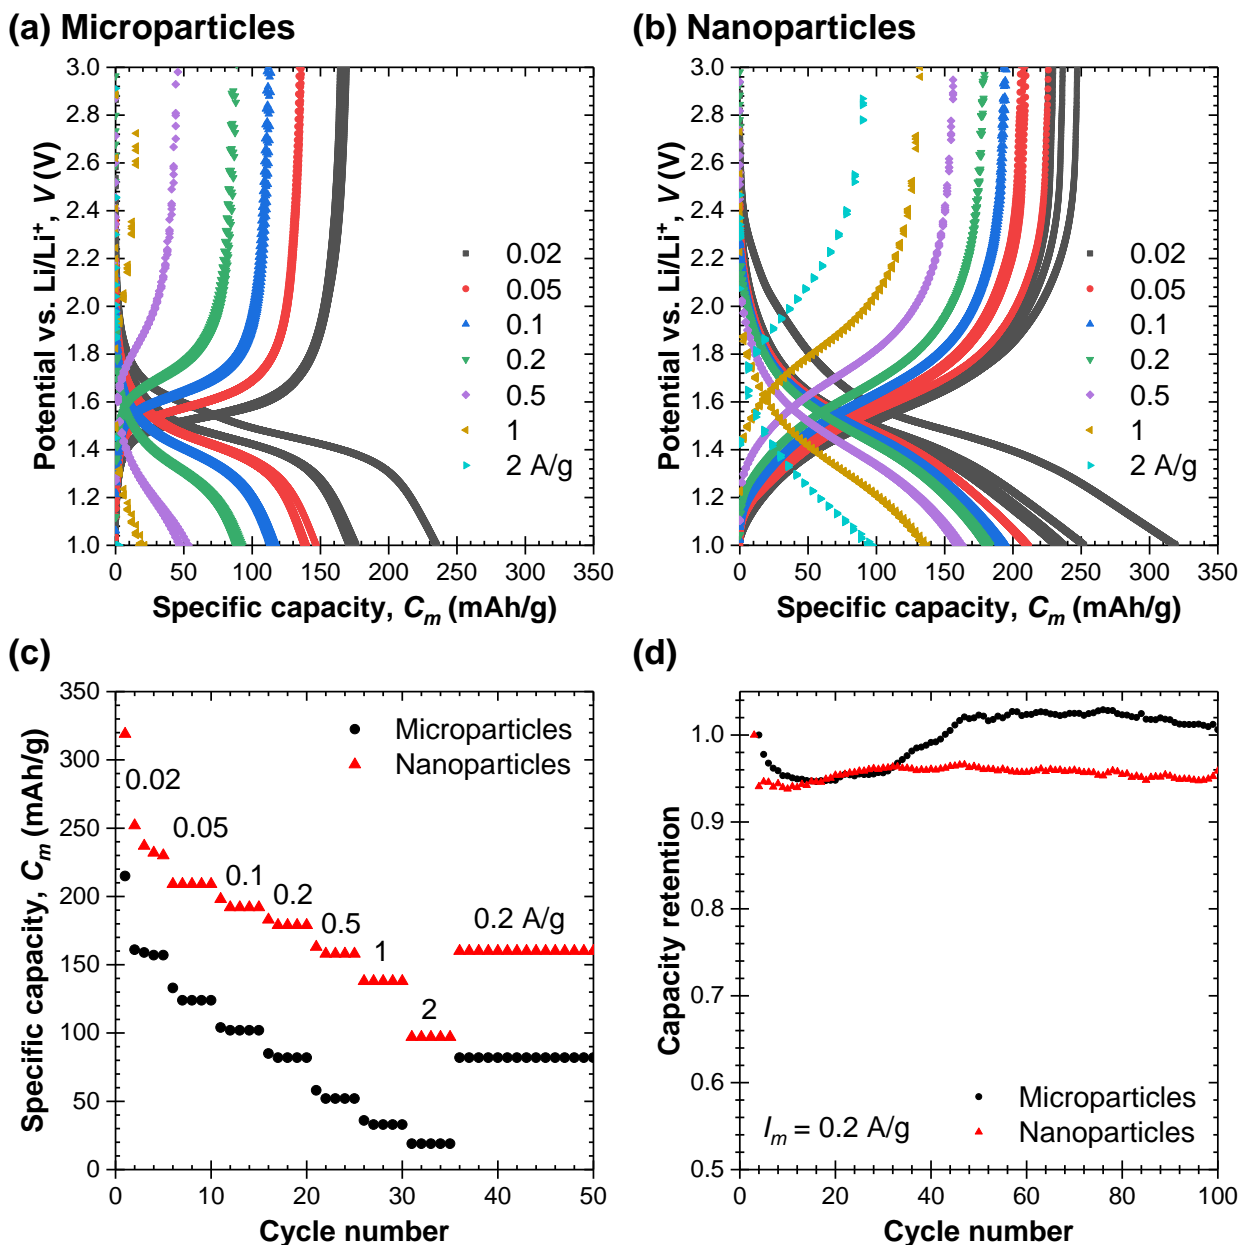 (a) Microparticles
Potential vs. Li/Li⁺, V (V)
3.0
2.8
2.6
2.4
2.2
2.0
1.8
1.6
1.4
1.2
1.0
0.02
0.05
0.1
0.2
0.5
1
2 A/g
0 50 100 150 200 250 300 350
Specific capacity, Cₘ (mAh/g)
(b) Nanoparticles
Potential vs. Li/Li⁺, V (V)
3.0
2.8
2.6
2.4
2.2
2.0
1.8
1.6
1.4
1.2
1.0
0.02
0.05
0.1
0.2
0.5
1
2 A/g
0 50 100 150 200 250 300 350
Specific capacity, Cₘ (mAh/g)
(c)
Specific capacity, Cₘ (mAh/g)
350
300
250
200
150
100
50
0
Microparticles
Nanoparticles
0.02
0.05
0.1
0.2
0.5
1
2
0.2 A/g
0 10 20 30 40 50
Cycle number
(d)
Capacity retention
1.0
0.9
0.8
0.7
0.6
0.5
Microparticles
Nanoparticles
Iₘ = 0.2 A/g
0 20 40 60 80 100
Cycle number